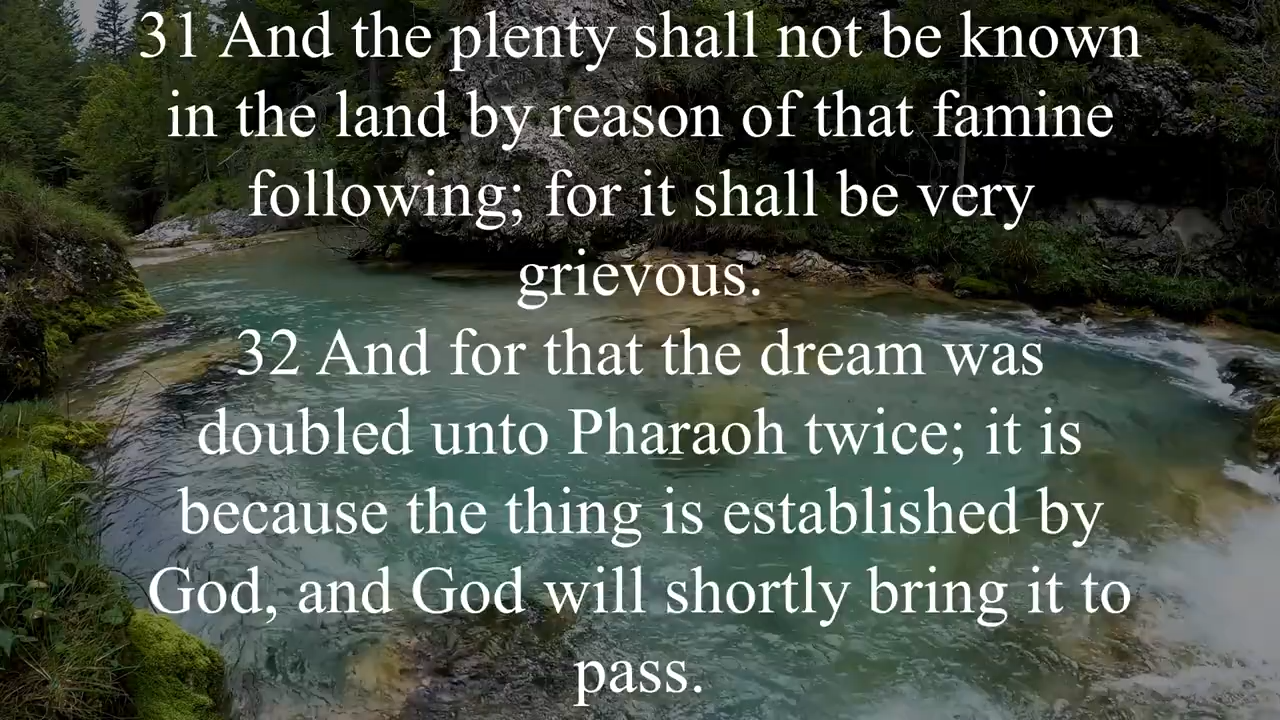 31 And the plenty shall not be known
in the land by reason of that famine
following; for it shall be very
grievous.
32 And for that the dream was
doubled unto Pharaoh twice; it is
because the thing is established by
God, and God will shortly bring it to
pass.